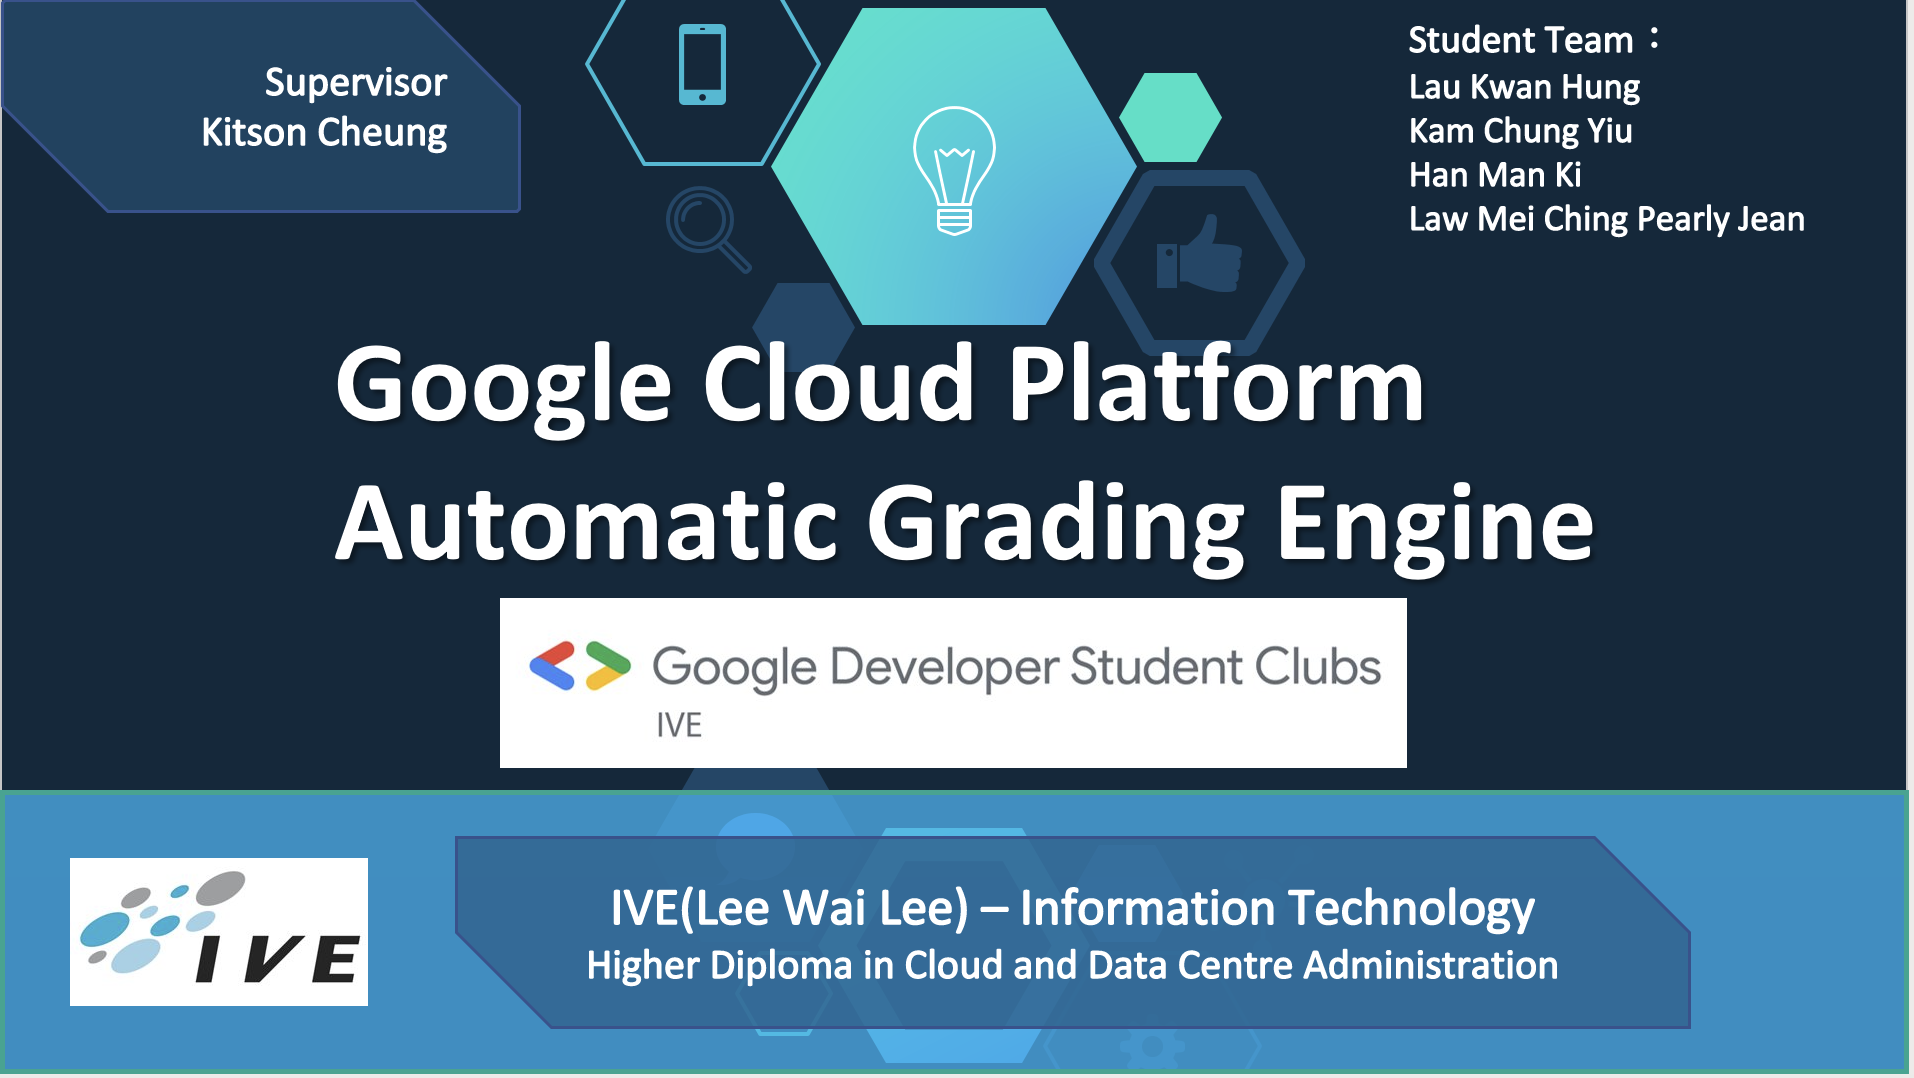 Supervisor
Kitson Cheung
Student Team：
Lau Kwan Hung
Kam Chung Yiu
Han Man Ki
Law Mei Ching Pearly Jean
Google Cloud Platform
Automatic Grading Engine
Google Developer Student Clubs
IVE
IVE
IVE(Lee Wai Lee) – Information Technology
Higher Diploma in Cloud and Data Centre Administration